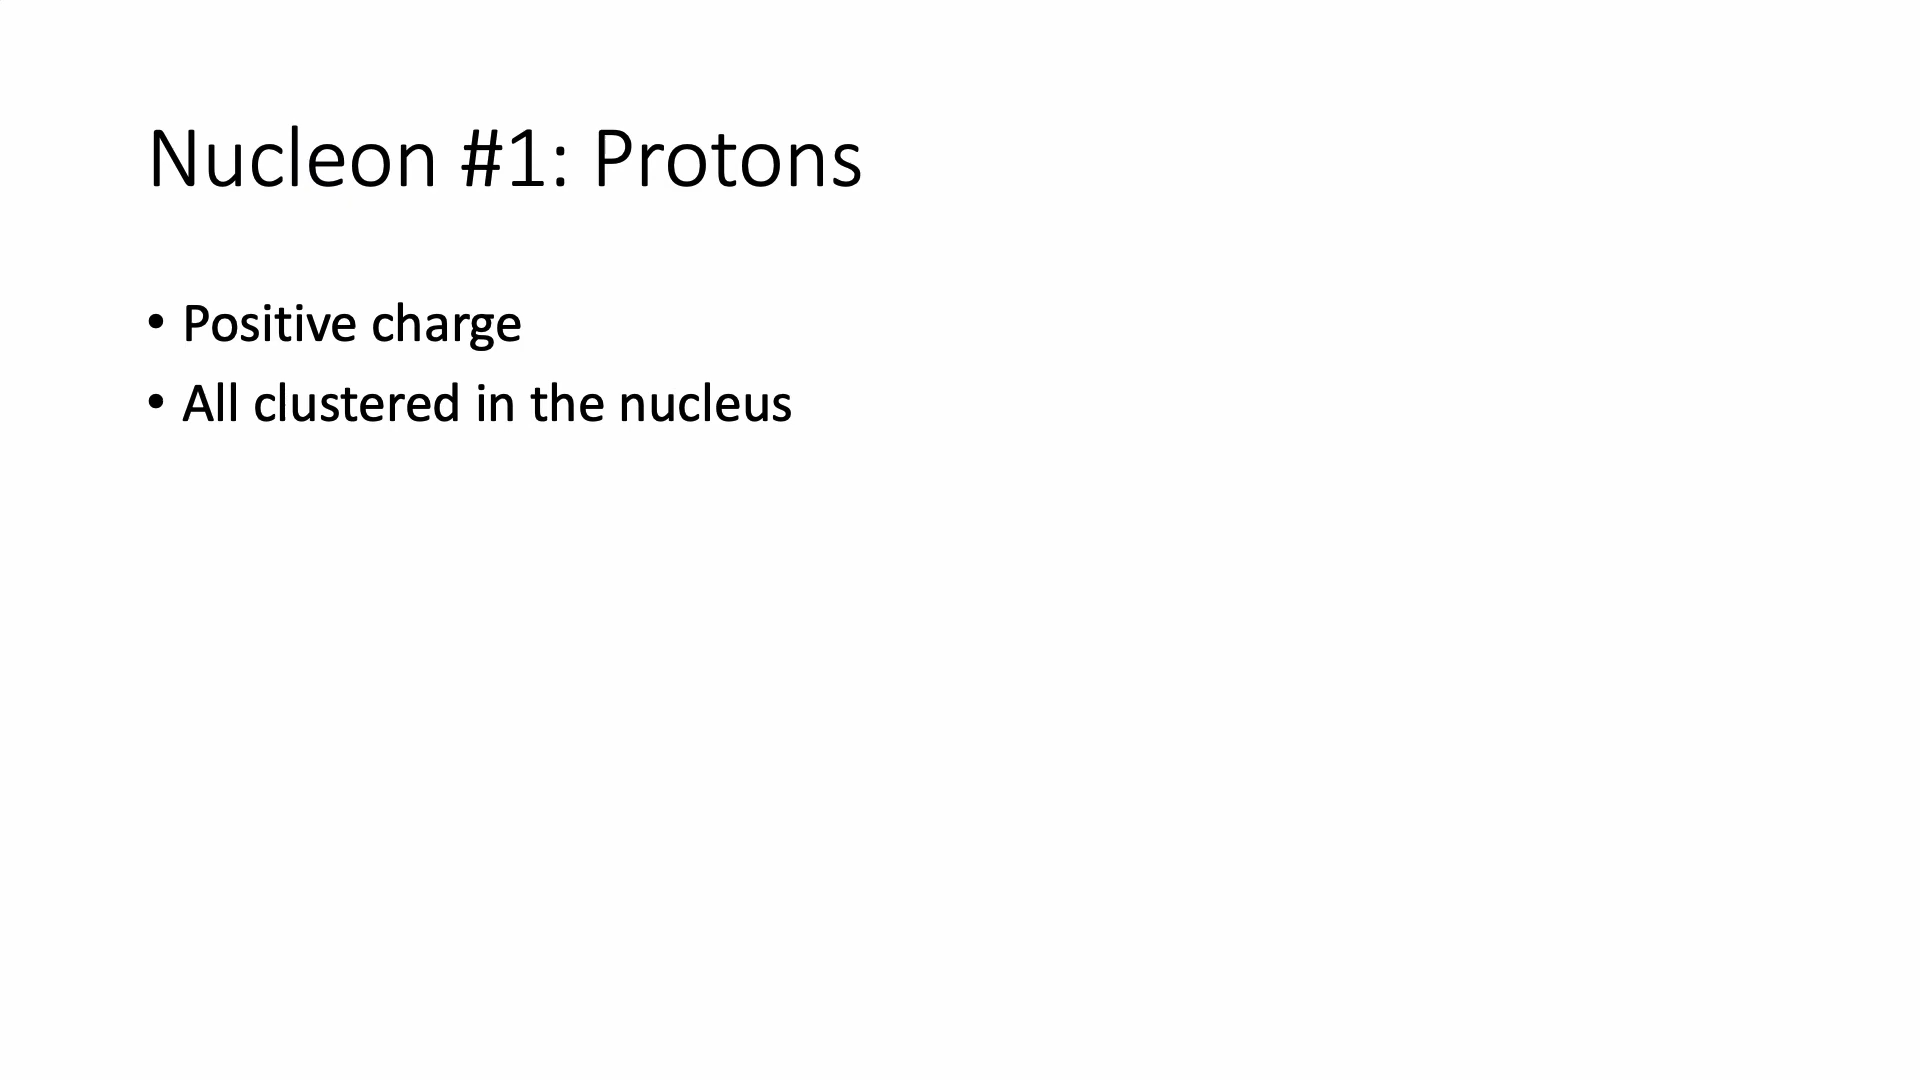 Nucleon #1: Protons
• Positive charge
• All clustered in the nucleus